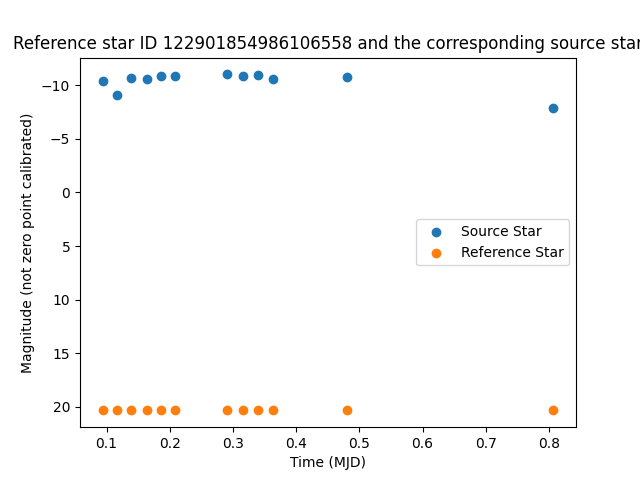 Reference star ID 122901854986106558 and the corresponding source star
−10
−5
0
5
10
15
20
Magnitude (not zero point calibrated)
Source Star
Reference Star
0.1 0.2 0.3 0.4 0.5 0.6 0.7 0.8
Time (MJD)